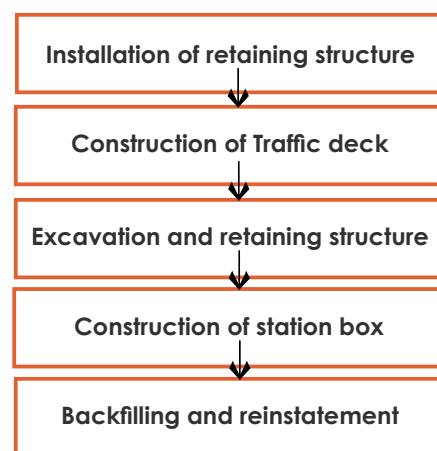 Installation of retaining structure
Construction of Traffic deck
Excavation and retaining structure
Construction of station box
Backfilling and reinstatement